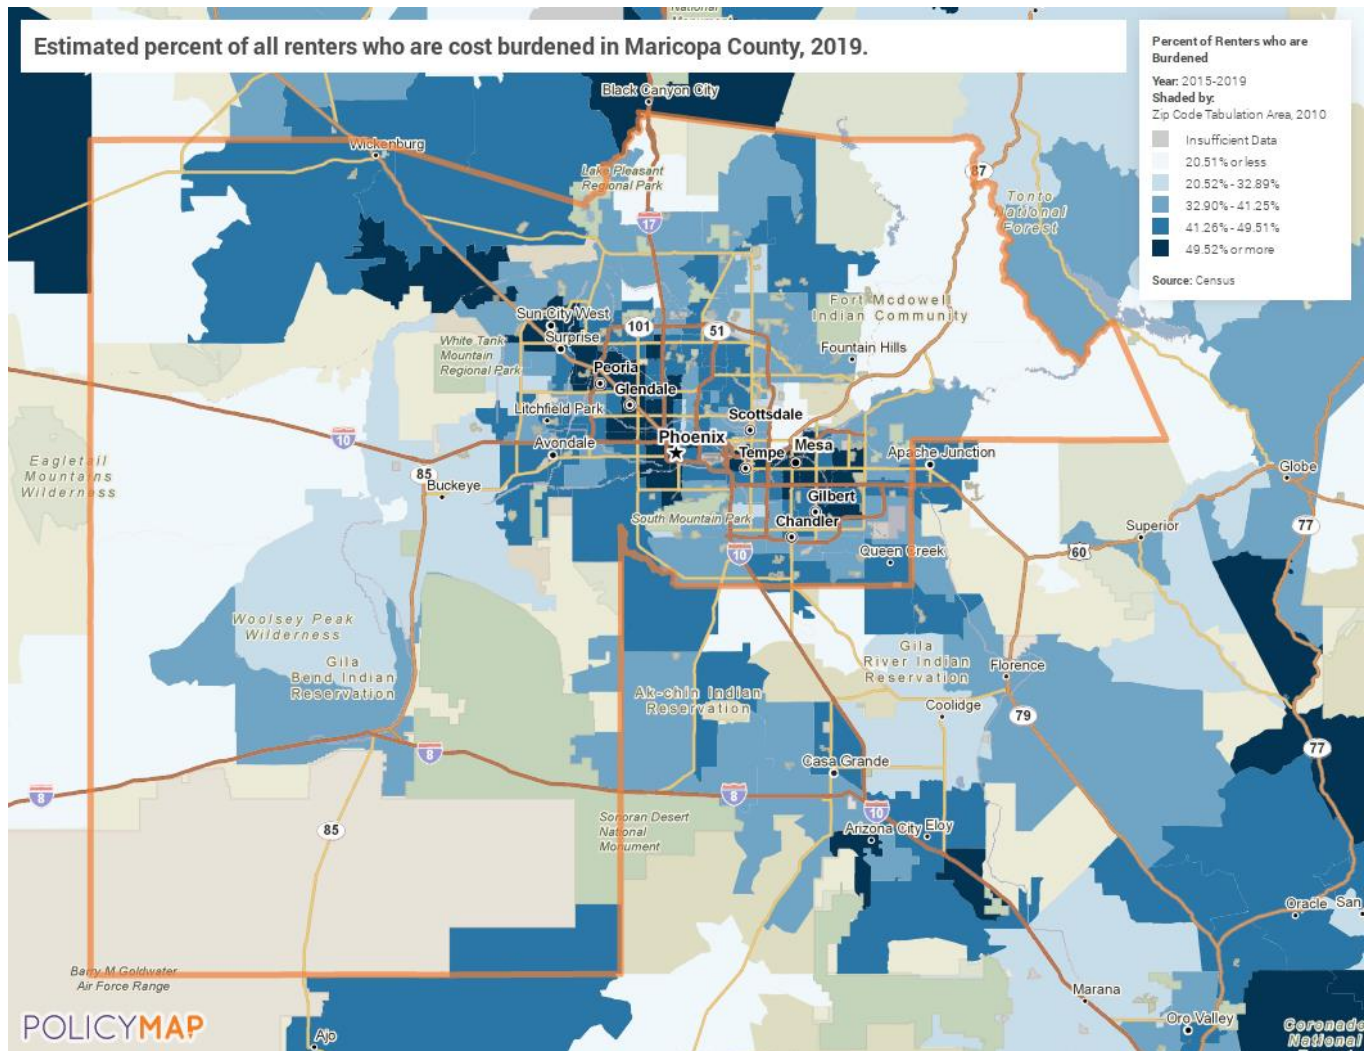 National
Monument
Estimated percent of all renters who are cost burdened in Maricopa County, 2019.
Percent of Renters who are
Burdened
Year: 2015-2019
Shaded by:
Zip Code Tabulation Area, 2010
Insufficient Data
20.51% or less
20.52% - 32.89%
32.90% - 41.25%
41.26% - 49.51%
49.52% or more
Source: Census
Black Canyon City
Wickenburg
Lake Pleasant
Regional Park
87
Tonto
National
Forest
17
Fort Mcdowell
Indian Community
Sun City West
101
51
Surprise
White Tank
Mountain
Regional Park
Fountain Hills
Peoria
Glendale
Litchfield Park
Scottsdale
10
Avondale
Phoenix
Mesa
Tempe
Apache Junction
Eagletail
Mountains
Wilderness
85
Buckeye
Globe
Gilbert
South Mountain Park
Chandler
Superior
77
10
Queen Creek
60
Woolsey Peak
Wilderness
Gila
Bend Indian
Reservation
Gila
River Indian
Reservation
Florence
Ak-chin Indian
Reservation
Coolidge
79
8
77
Casa Grande
8
8
10
Sonoran Desert
National
Monument
85
Arizona City
Eloy
Oracle
San
Barry M Goldwater
Air Force Range
Marana
POLICYMAP
Ajo
Oro Valley
Coronado
National